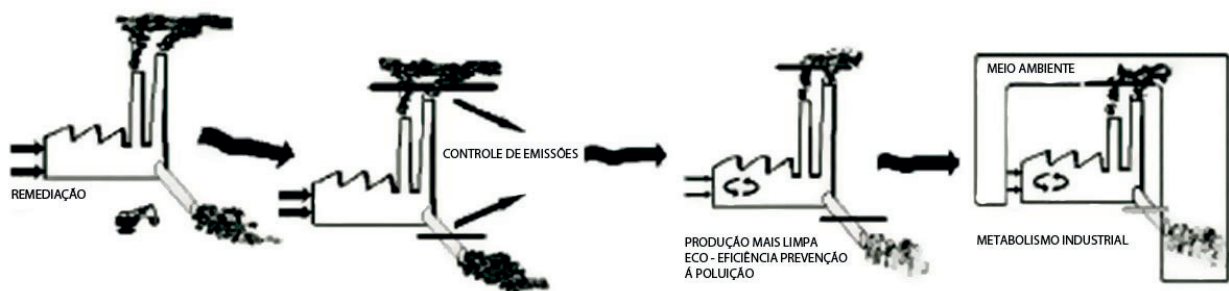 REMEDIAÇÃO
CONTROLE DE EMISSÕES
PRODUÇÃO MAIS LIMPA
ECO - EFICIÊNCIA PREVENÇÃO
Á POLUIÇÃO
MEIO AMBIENTE
METABOLISMO INDUSTRIAL